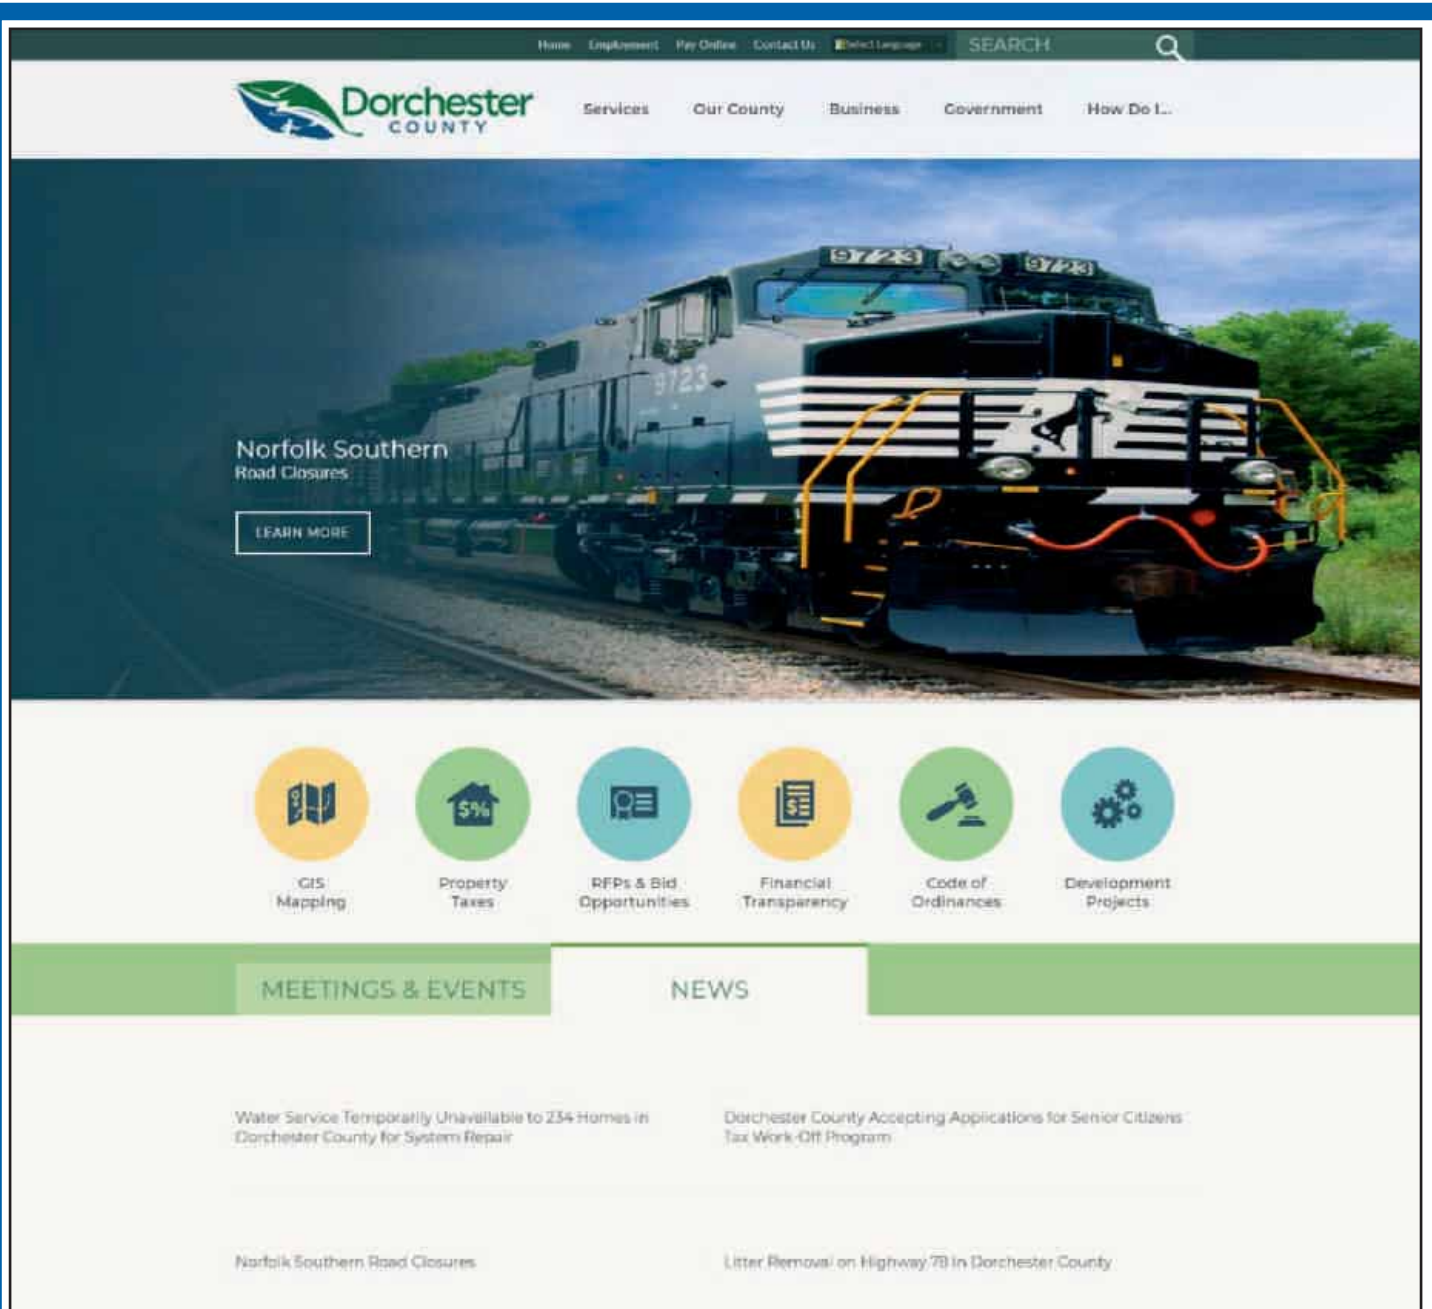 Home Employment Pay Online Contact Us Select Language SEARCH
Dorchester
COUNTY
Services Our County Business Government How Do I...
9723 9723
9723
Norfolk Southern
Road Closures
LEARN MORE
$%
$
GIS
Mapping
Property
Taxes
RFPs & Bid
Opportunities
Financial
Transparency
Code of
Ordinances
Development
Projects
MEETINGS & EVENTS NEWS
Water Service Temporarily Unavailable to 234 Homes in
Dorchester County for System Repair
Dorchester County Accepting Applications for Senior Citizens
Tax Work-Off Program
Norfolk Southern Road Closures
Litter Removal on Highway 78 in Dorchester County